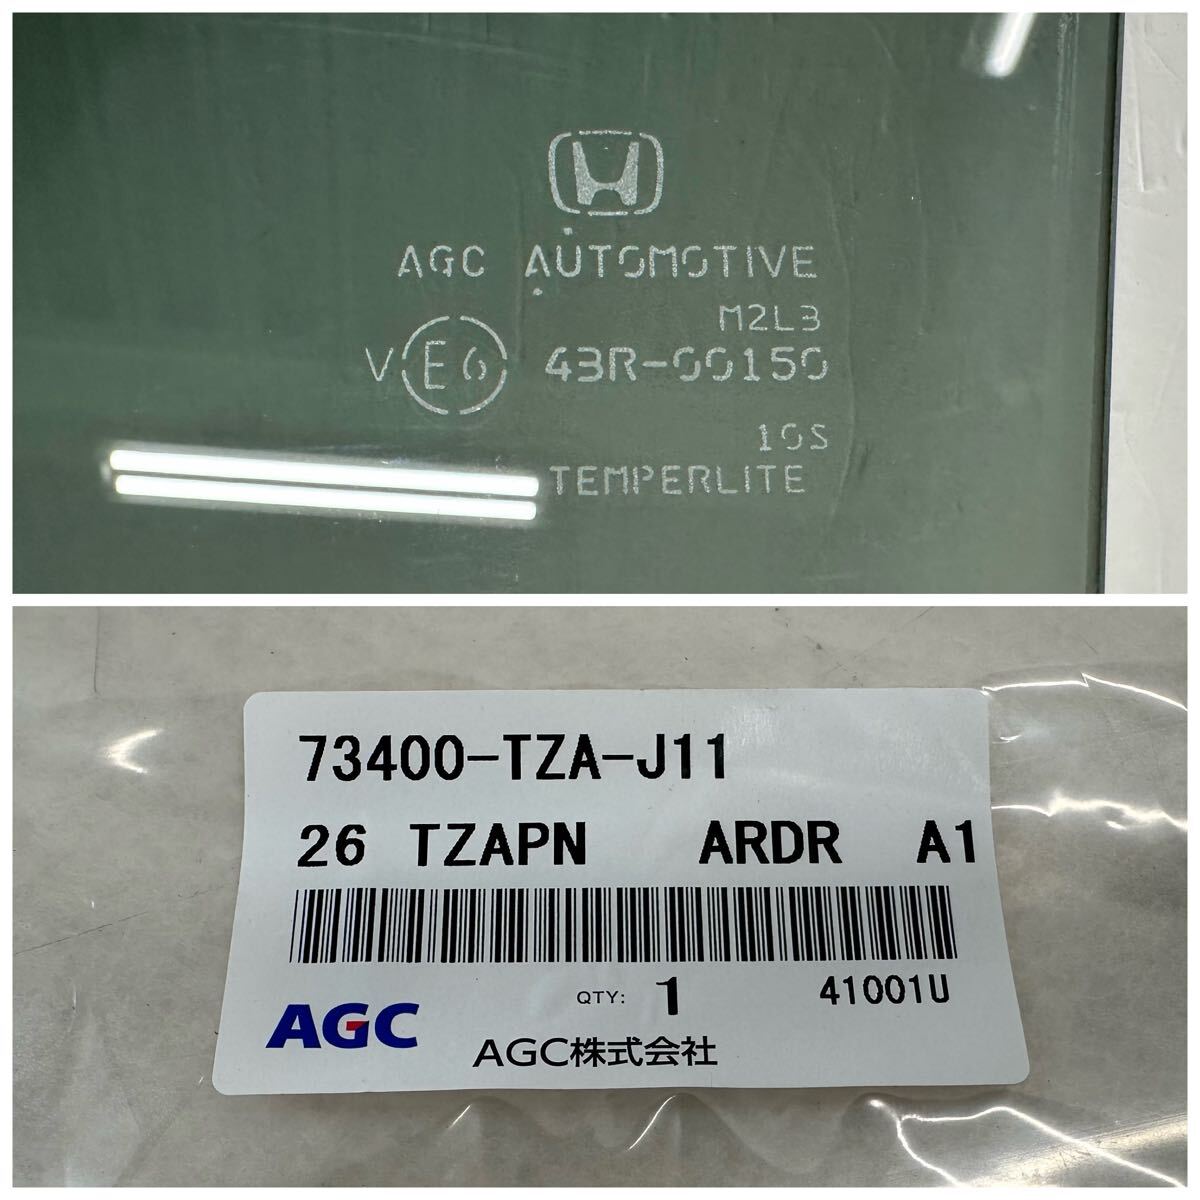 AGC AUTOMOTIVE
M2L3
V E6 43R-00150
10S
TEMPERLITE
73400-TZA-J11
26 TZAPN ARDR A1
QTY: 1 41001U
AGC
AGC株式会社